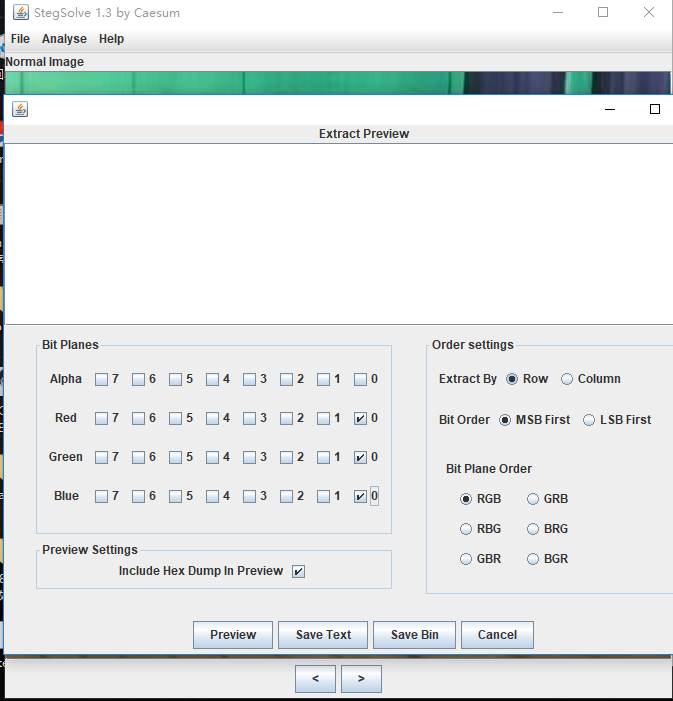 StegSolve 1.3 by Caesum
File Analyse Help
Normal Image
Extract Preview
Bit Planes
Alpha 7 6 5 4 3 2 1 0
Red 7 6 5 4 3 2 1 0
Green 7 6 5 4 3 2 1 0
Blue 7 6 5 4 3 2 1 0
Preview Settings
Include Hex Dump In Preview
Order settings
Extract By Row Column
Bit Order MSB First LSB First
Bit Plane Order
RGB GRB
RBG BRG
GBR BGR
Preview Save Text Save Bin Cancel
< >